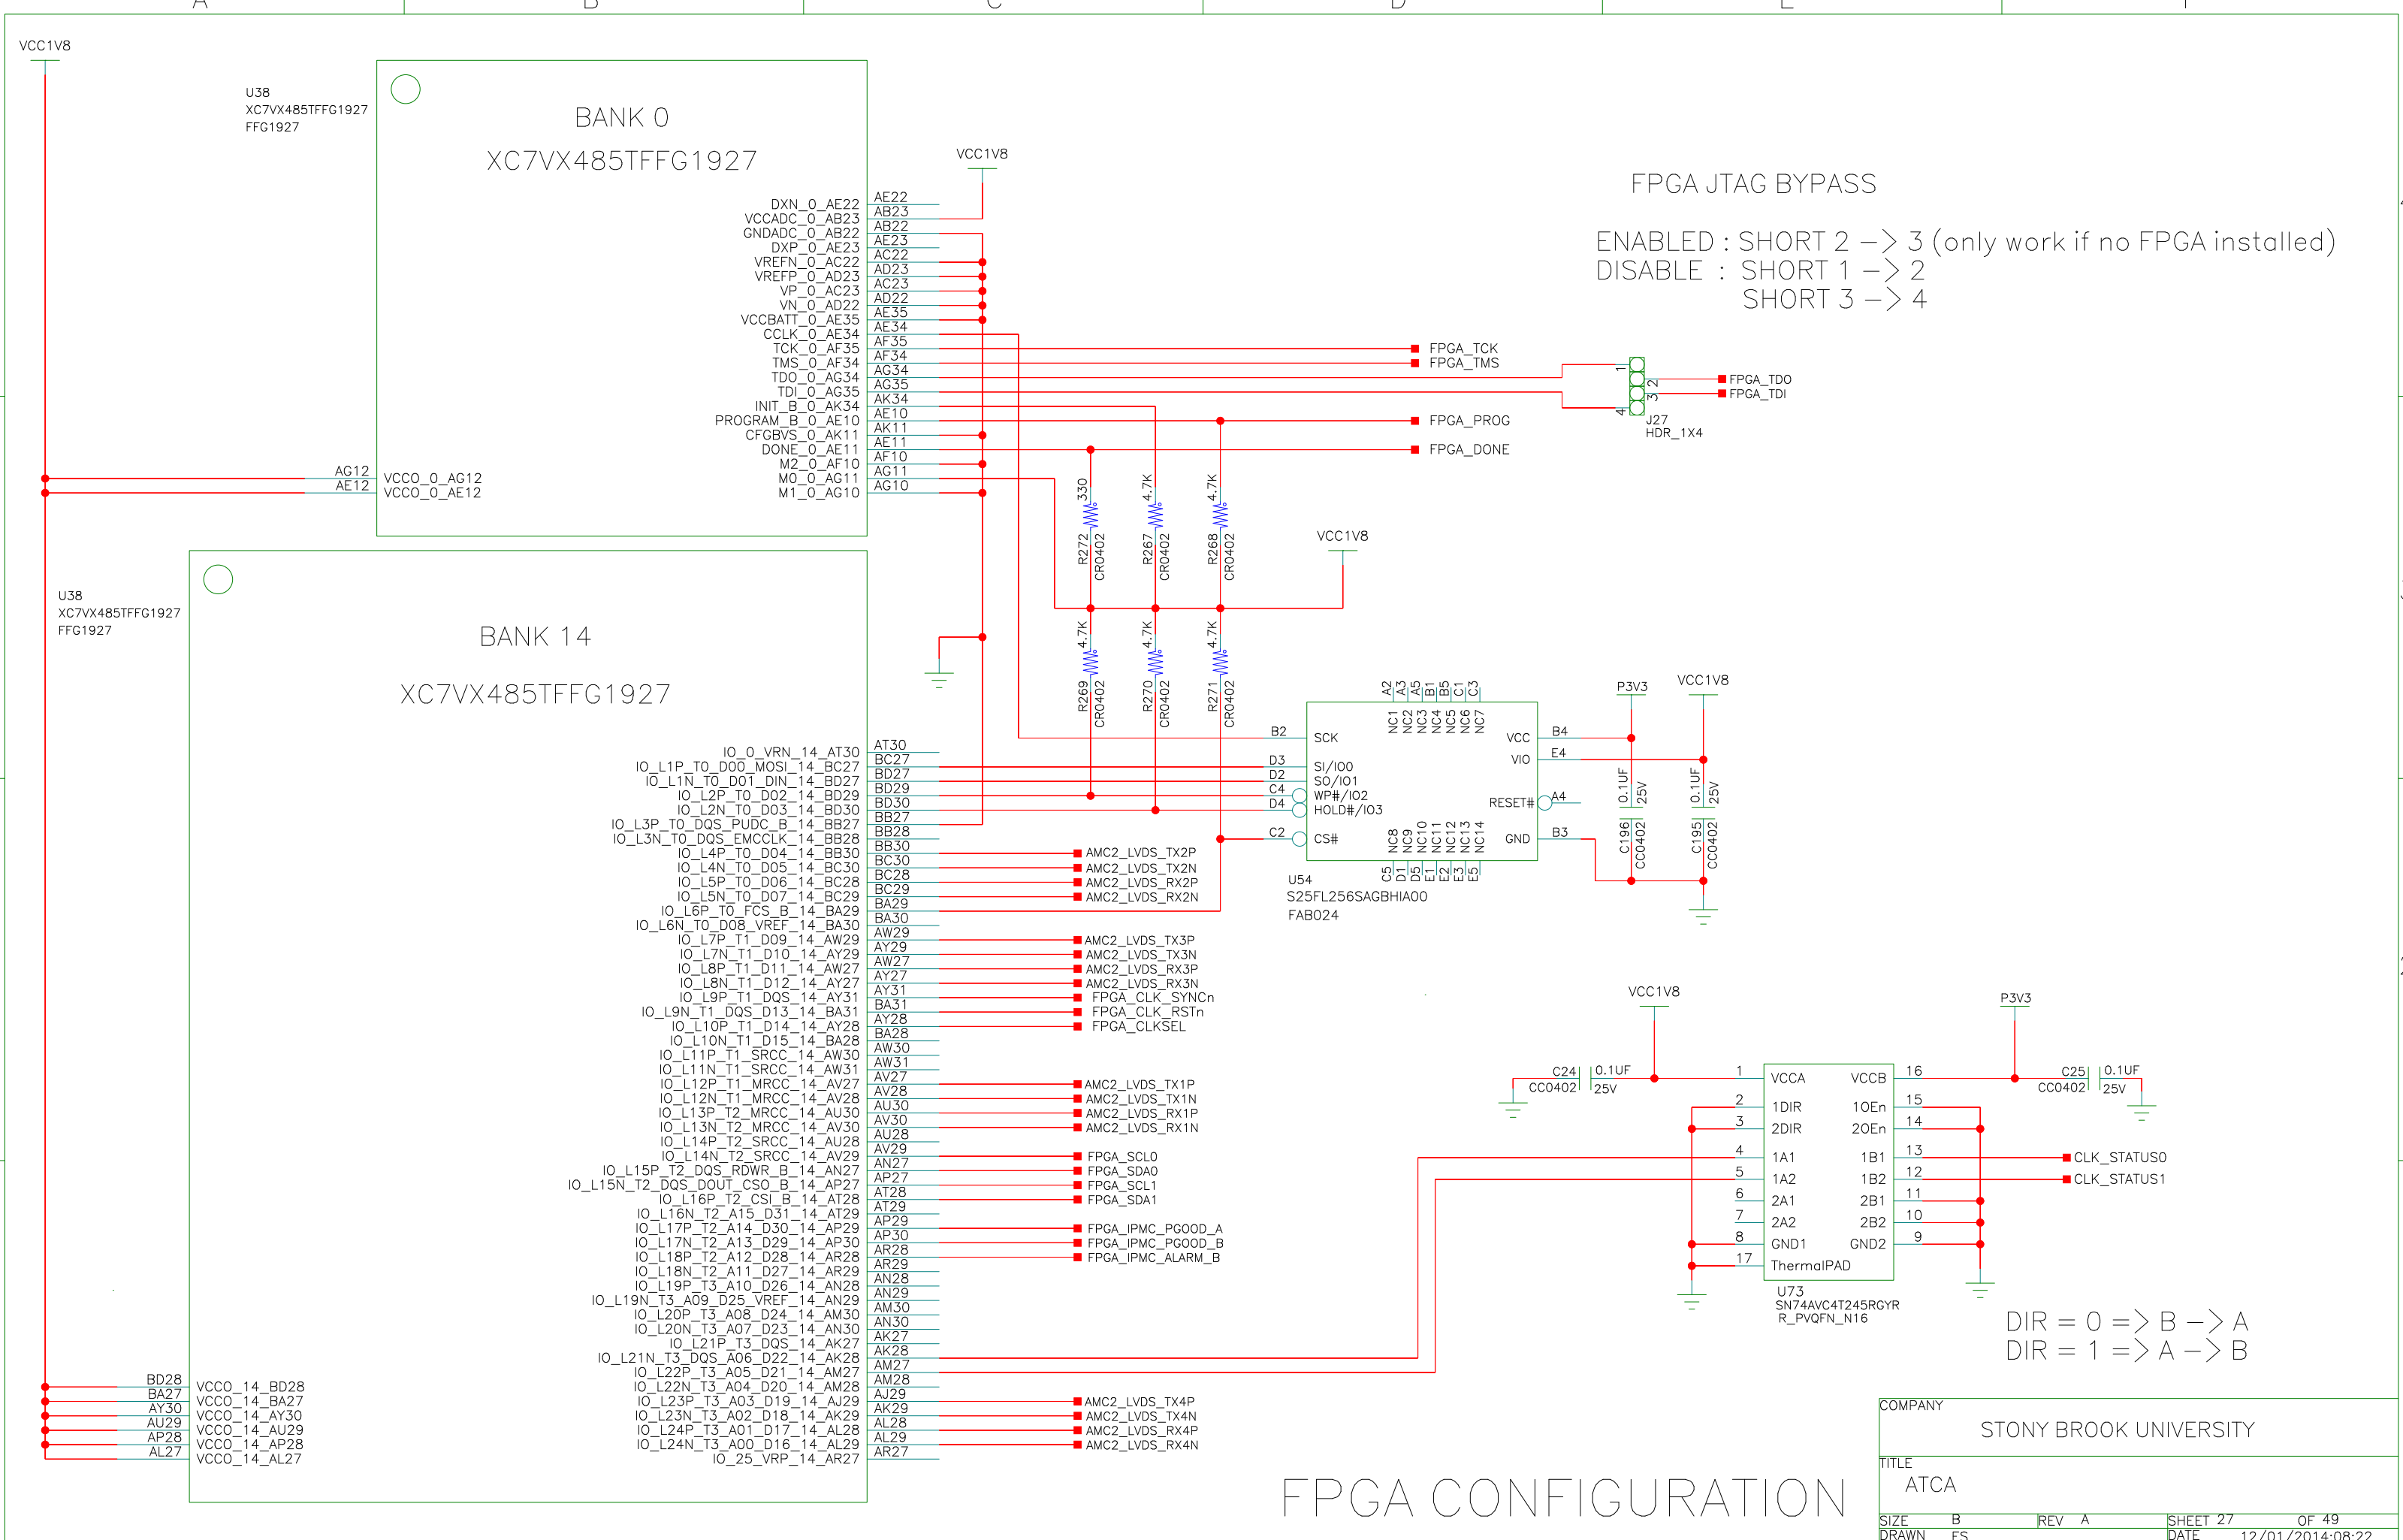 A B C D E
VCC1V8
U38
XC7VX485TFFG1927
FFG1927
BANK 0
XC7VX485TFFG1927
VCC1V8
DXN_0_AE22 AE22
VCCADC_0_AB23 AB23
GNDADC_0_AB22 AB22
DXP_0_AE23 AE23
VREFN_0_AC22 AC22
VREFP_0_AD23 AD23
VP_0_AC23 AC23
VN_0_AD22 AD22
VCCBATT_0_AE35 AE35
CCLK_0_AE34 AE34
TCK_0_AF35 AF35
TMS_0_AF34 AF34
TDO_0_AG34 AG34
TDI_0_AG35 AG35
INIT_B_0_AK34 AK34
PROGRAM_B_0_AE10 AE10
CFGBVS_0_AK11 AK11
DONE_0_AE11 AE11
M2_0_AF10 AF10
M0_0_AG11 AG11
M1_0_AG10 AG10
AG12 VCCO_0_AG12
AE12 VCCO_0_AE12
FPGA JTAG BYPASS
ENABLED : SHORT 2 -> 3 (only work if no FPGA installed)
DISABLE : SHORT 1 -> 2
SHORT 3 -> 4
FPGA_TCK
FPGA_TMS
FPGA_PROG
FPGA_DONE
1
2
3
4
FPGA_TDO
FPGA_TDI
J27
HDR_1X4
330
R272
CR0402
4.7K
R267
CR0402
4.7K
R268
CR0402
VCC1V8
4.7K
R269
CR0402
4.7K
R270
CR0402
4.7K
R271
CR0402
U38
XC7VX485TFFG1927
FFG1927
BANK 14
XC7VX485TFFG1927
IO_0_VRN_14_AT30 AT30
IO_L1P_T0_D00_MOSI_14_BC27 BC27
IO_L1N_T0_D01_DIN_14_BD27 BD27
IO_L2P_T0_D02_14_BD29 BD29
IO_L2N_T0_D03_14_BD30 BD30
IO_L3P_T0_DQS_PUDC_B_14_BB27 BB27
IO_L3N_T0_DQS_EMCCLK_14_BB28 BB28
IO_L4P_T0_D04_14_BB30 BB30 AMC2_LVDS_TX2P
IO_L4N_T0_D05_14_BC30 BC30 AMC2_LVDS_TX2N
IO_L5P_T0_D06_14_BC28 BC28 AMC2_LVDS_RX2P
IO_L5N_T0_D07_14_BC29 BC29 AMC2_LVDS_RX2N
IO_L6P_T0_FCS_B_14_BA29 BA29
IO_L6N_T0_D08_VREF_14_BA30 BA30
IO_L7P_T1_D09_14_AW29 AW29 AMC2_LVDS_TX3P
IO_L7N_T1_D10_14_AY29 AY29 AMC2_LVDS_TX3N
IO_L8P_T1_D11_14_AW27 AW27 AMC2_LVDS_RX3P
IO_L8N_T1_D12_14_AY27 AY27 AMC2_LVDS_RX3N
IO_L9P_T1_DQS_14_AY31 AY31 FPGA_CLK_SYNCn
IO_L9N_T1_DQS_D13_14_BA31 BA31 FPGA_CLK_RSTn
IO_L10P_T1_D14_14_AY28 AY28 FPGA_CLKSEL
IO_L10N_T1_D15_14_BA28 BA28
IO_L11P_T1_SRCC_14_AW30 AW30
IO_L11N_T1_SRCC_14_AW31 AW31
IO_L12P_T1_MRCC_14_AV27 AV27 AMC2_LVDS_TX1P
IO_L12N_T1_MRCC_14_AV28 AV28 AMC2_LVDS_TX1N
IO_L13P_T2_MRCC_14_AU30 AU30 AMC2_LVDS_RX1P
IO_L13N_T2_MRCC_14_AV30 AV30 AMC2_LVDS_RX1N
IO_L14P_T2_SRCC_14_AU28 AU28
IO_L14N_T2_SRCC_14_AV29 AV29 FPGA_SCL0
IO_L15P_T2_DQS_RDWR_B_14_AN27 AN27 FPGA_SDA0
IO_L15N_T2_DQS_DOUT_CSO_B_14_AP27 AP27 FPGA_SCL1
IO_L16P_T2_CSI_B_14_AT28 AT28 FPGA_SDA1
IO_L16N_T2_A15_D31_14_AT29 AT29
IO_L17P_T2_A14_D30_14_AP29 AP29 FPGA_IPMC_PGOOD_A
IO_L17N_T2_A13_D29_14_AP30 AP30 FPGA_IPMC_PGOOD_B
IO_L18P_T2_A12_D28_14_AR28 AR28 FPGA_IPMC_ALARM_B
IO_L18N_T2_A11_D27_14_AR29 AR29
IO_L19P_T3_A10_D26_14_AN28 AN28
IO_L19N_T3_A09_D25_VREF_14_AN29 AN29
IO_L20P_T3_A08_D24_14_AM30 AM30
IO_L20N_T3_A07_D23_14_AN30 AN30
IO_L21P_T3_DQS_14_AK27 AK27
IO_L21N_T3_DQS_A06_D22_14_AK28 AK28
IO_L22P_T3_A05_D21_14_AM27 AM27
IO_L22N_T3_A04_D20_14_AM28 AM28
IO_L23P_T3_A03_D19_14_AJ29 AJ29 AMC2_LVDS_TX4P
IO_L23N_T3_A02_D18_14_AK29 AK29 AMC2_LVDS_TX4N
IO_L24P_T3_A01_D17_14_AL28 AL28 AMC2_LVDS_RX4P
IO_L24N_T3_A00_D16_14_AL29 AL29 AMC2_LVDS_RX4N
IO_25_VRP_14_AR27 AR27
BD28 VCCO_14_BD28
BA27 VCCO_14_BA27
AY30 VCCO_14_AY30
AU29 VCCO_14_AU29
AP28 VCCO_14_AP28
AL27 VCCO_14_AL27
A2 A3 A5 B1 B5 C1 C3
NC1 NC2 NC3 NC4 NC5 NC6 NC7
B2 SCK
D3 SI/IO0
D2 SO/IO1
C4 WP#/IO2
D4 HOLD#/IO3
C2 CS#
VCC B4
VIO E4
RESET# A4
GND B3
NC8 NC9 NC10 NC11 NC12 NC13 NC14
C5 D1 D5 E1 E2 E3 E5
U54
S25FL256SAGBHIA00
FAB024
P3V3
VCC1V8
0.1UF
25V
C196
CC0402
0.1UF
25V
C195
CC0402
VCC1V8
P3V3
C24 0.1UF
CC0402 25V
C25 0.1UF
CC0402 25V
1 VCCA VCCB 16
2 1DIR 1OEn 15
3 2DIR 2OEn 14
4 1A1 1B1 13 CLK_STATUS0
5 1A2 1B2 12 CLK_STATUS1
6 2A1 2B1 11
7 2A2 2B2 10
8 GND1 GND2 9
17 ThermalPAD
U73
SN74AVC4T245RGYR
R_PVQFN_N16
DIR = 0 => B -> A
DIR = 1 => A -> B
FPGA CONFIGURATION
COMPANY
STONY BROOK UNIVERSITY
TITLE
ATCA
SIZE B REV A SHEET 27 OF 49
DRAWN FS DATE 12/01/2014:08:22